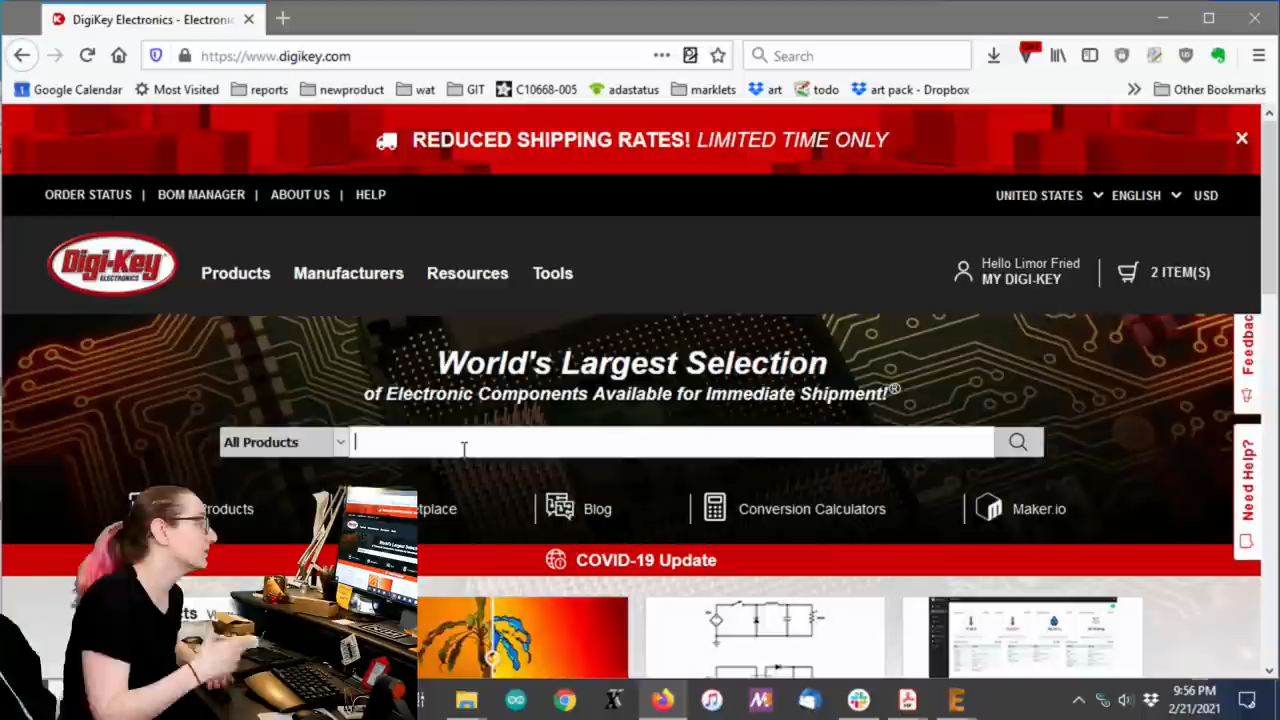 DigiKey Electronics - Electronic
https://www.digikey.com
Search
OFF
Google Calendar
Most Visited
reports
newproduct
wat
GIT
C10668-005
adastatus
marklets
art
todo
art pack - Dropbox
Other Bookmarks
REDUCED SHIPPING RATES! LIMITED TIME ONLY
ORDER STATUS | BOM MANAGER | ABOUT US | HELP
UNITED STATES ENGLISH USD
Digi-Key
ELECTRONICS
Products Manufacturers Resources Tools
Hello Limor Fried
MY DIGI-KEY
2 ITEM(S)
Feedbac
World's Largest Selection
of Electronic Components Available for Immediate Shipment!®
All Products
Need Help?
roducts
tplace
Blog
Conversion Calculators
Maker.io
COVID-19 Update
cts
9:56 PM
2/21/2021